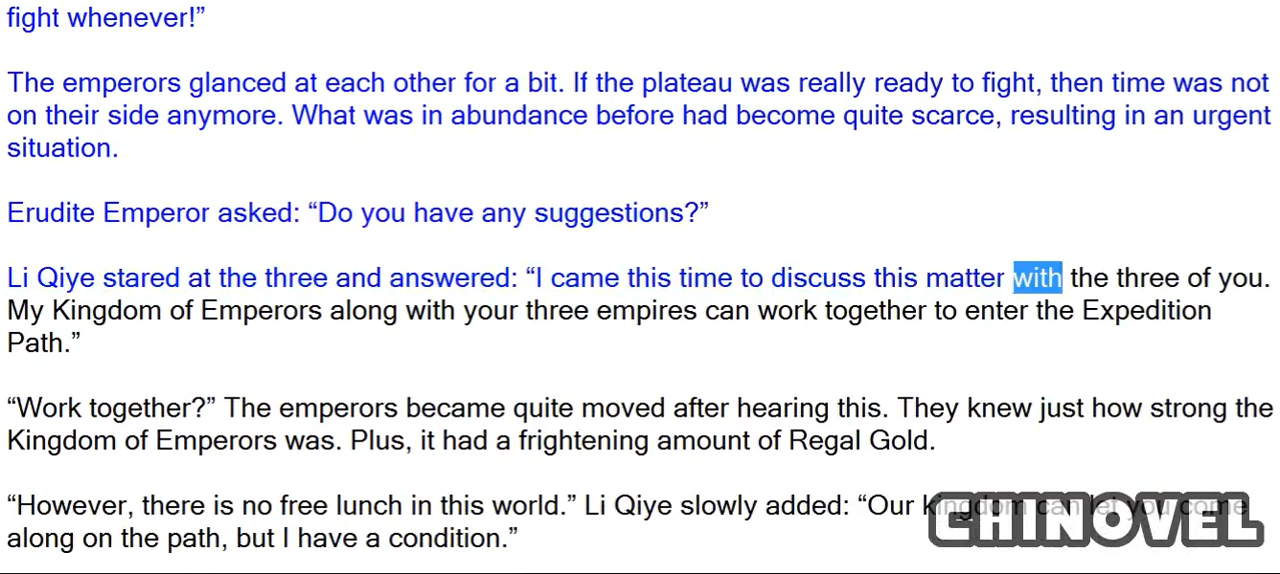 fight whenever!”
The emperors glanced at each other for a bit. If the plateau was really ready to fight, then time was not
on their side anymore. What was in abundance before had become quite scarce, resulting in an urgent
situation.
Erudite Emperor asked: “Do you have any suggestions?”
Li Qiye stared at the three and answered: “I came this time to discuss this matter with the three of you.
My Kingdom of Emperors along with your three empires can work together to enter the Expedition
Path.”
“Work together?” The emperors became quite moved after hearing this. They knew just how strong the
Kingdom of Emperors was. Plus, it had a frightening amount of Regal Gold.
“However, there is no free lunch in this world.” Li Qiye slowly added: “Our kingdom can let you come
along on the path, but I have a condition.”
CHINOVEL